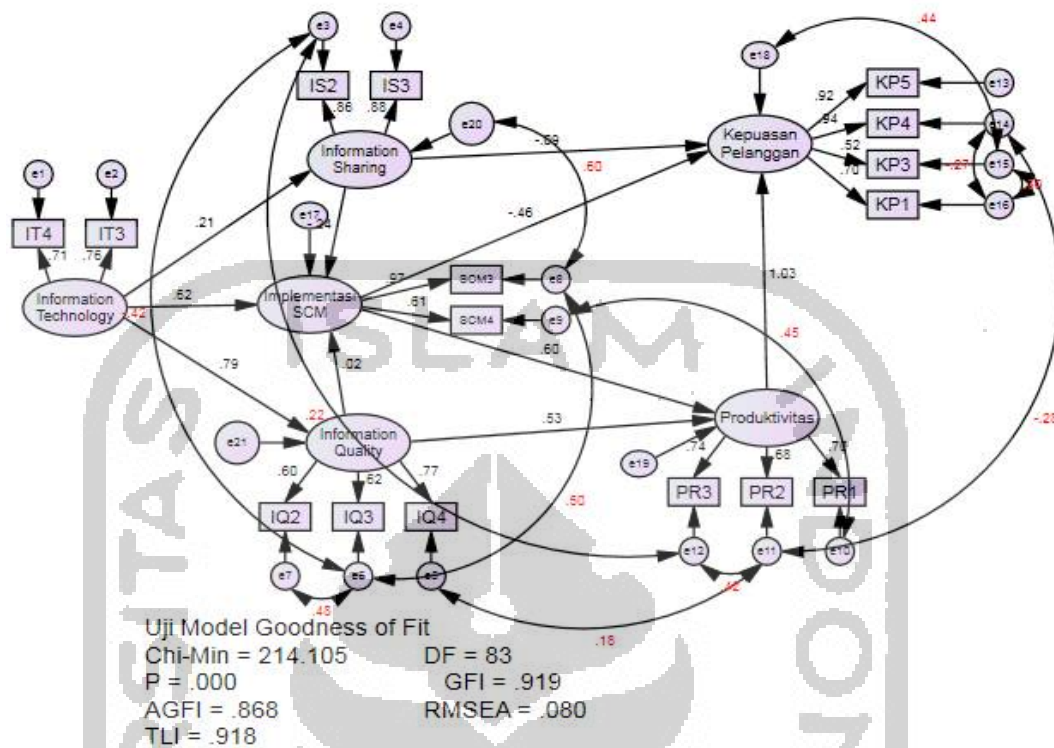 e3
e4
.44
e18
IS2
IS3
KP5
e13
.86
.88
.92
KP4
e14
.94
e20
Information
Sharing
Kepuasan
Pelanggan
.52
KP3
-.27
e15
.70
.60
e1
e2
KP1
e16
.21
e17
-.46
IT4
IT3
.71
.76
.97
SCM3
e8
1.03
Information
Technology
.62
Implementasi
SCM
.61
SCM4
e9
ISLAM
.45
.60
.79
.02
-.28
.22
Information
Quality
.53
Produktivitas
e21
e19
.74
.68
.60
.62
.77
PR3
PR2
PR1
IQ2
IQ3
IQ4
.60
e12
e11
e10
e7
e6
.42
.48
.18
Uji Model Goodness of Fit
Chi-Min = 214.105 DF = 83
P = .000 GFI = .919
AGFI = .868 RMSEA = .080
TLI = .918